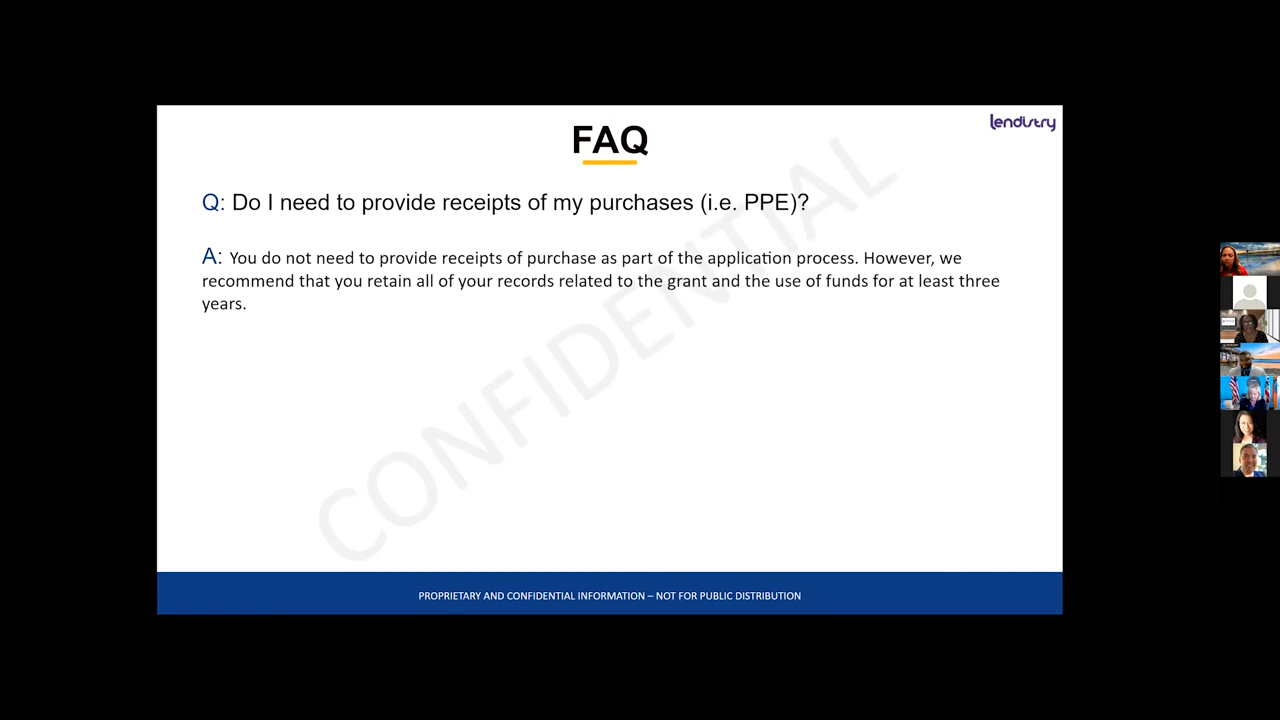 lendistry
FAQ
Q: Do I need to provide receipts of my purchases (i.e. PPE)?
A: You do not need to provide receipts of purchase as part of the application process. However, we
recommend that you retain all of your records related to the grant and the use of funds for at least three
years.
CONFIDENTIAL
PROPRIETARY AND CONFIDENTIAL INFORMATION – NOT FOR PUBLIC DISTRIBUTION